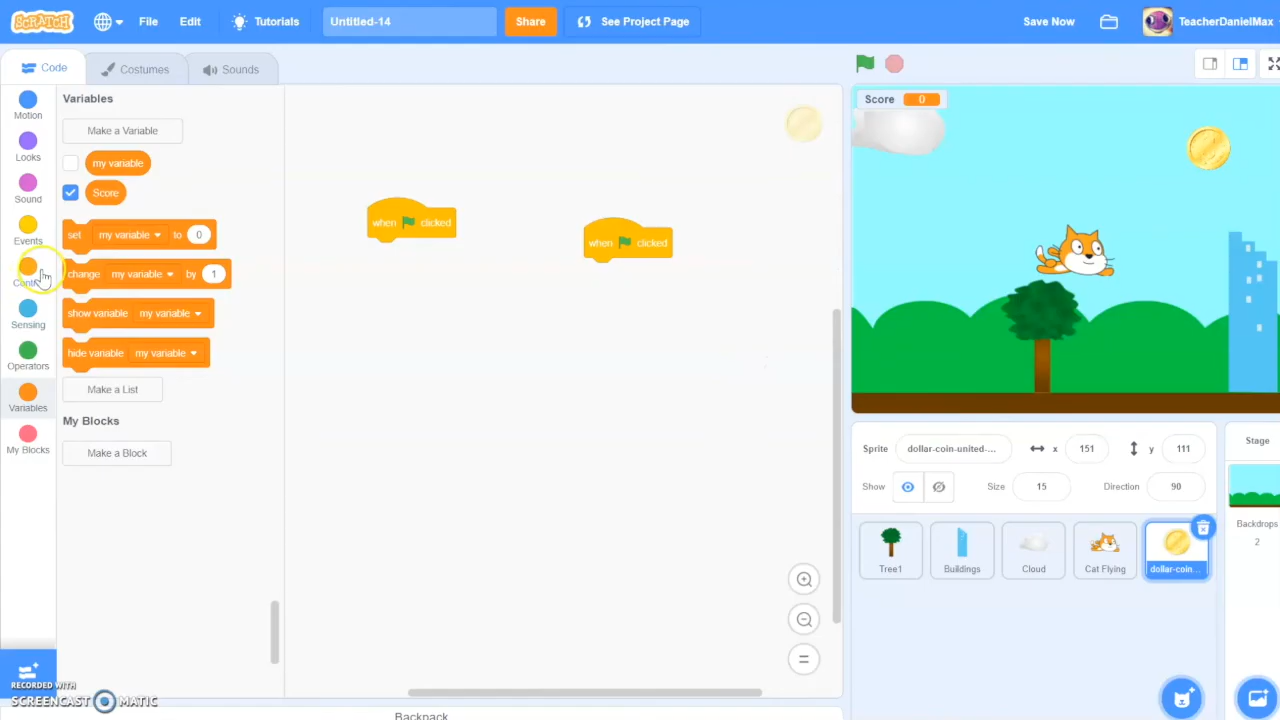 SCRATCH File Edit Tutorials Untitled-14 Share See Project Page Save Now TeacherDanielMax
Code Costumes Sounds
Motion
Looks
Sound
Events
Sensing
Operators
Variables
My Blocks
Variables
Make a Variable
my variable
Score
set my variable to 0
change my variable by 1
show variable my variable
hide variable my variable
Make a List
My Blocks
Make a Block
when clicked
when clicked
Score 0
Sprite dollar-coin-united-... x 151 y 111
Show Size 15 Direction 90
Tree1 Buildings Cloud Cat Flying dollar-coin...
Stage
Backdrops
2
Backpack
RECORDED WITH
SCREENCAST MATIC